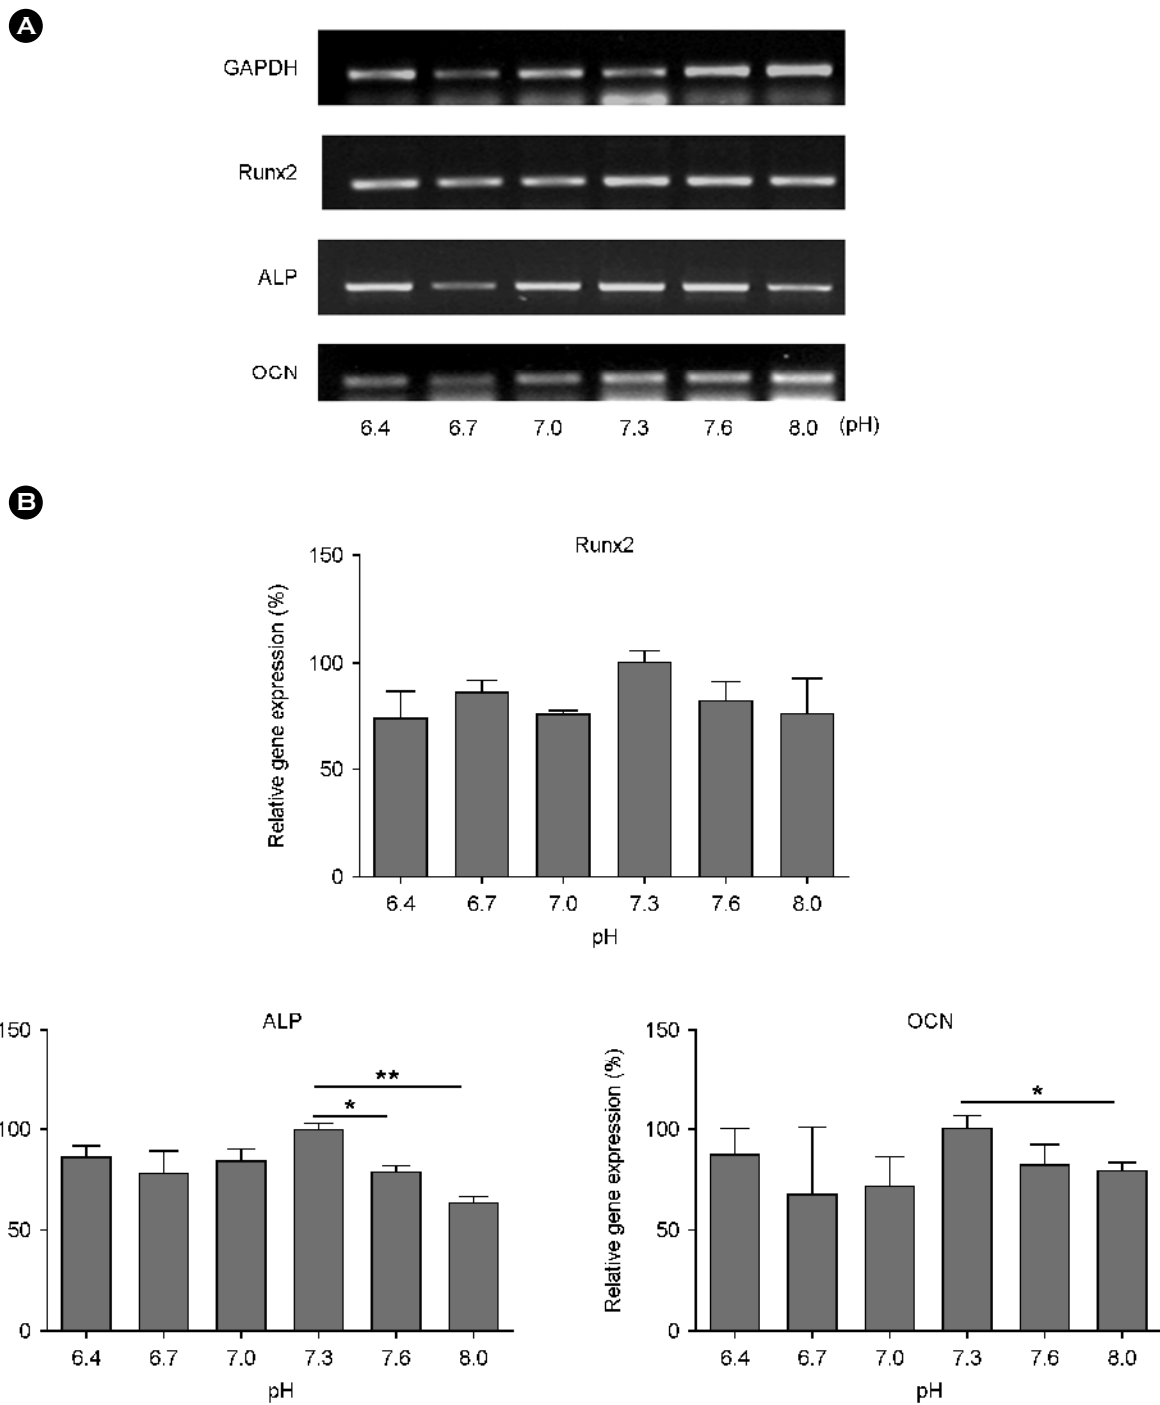 A
GAPDH
Runx2
ALP
OCN
6.4 6.7 7.0 7.3 7.6 8.0 (pH)
B
Runx2
Relative gene expression (%)
150
100
50
0
6.4 6.7 7.0 7.3 7.6 8.0
pH
ALP
150
100
50
0
**
*
6.4 6.7 7.0 7.3 7.6 8.0
pH
OCN
Relative gene expression (%)
150
100
50
0
*
6.4 6.7 7.0 7.3 7.6 8.0
pH